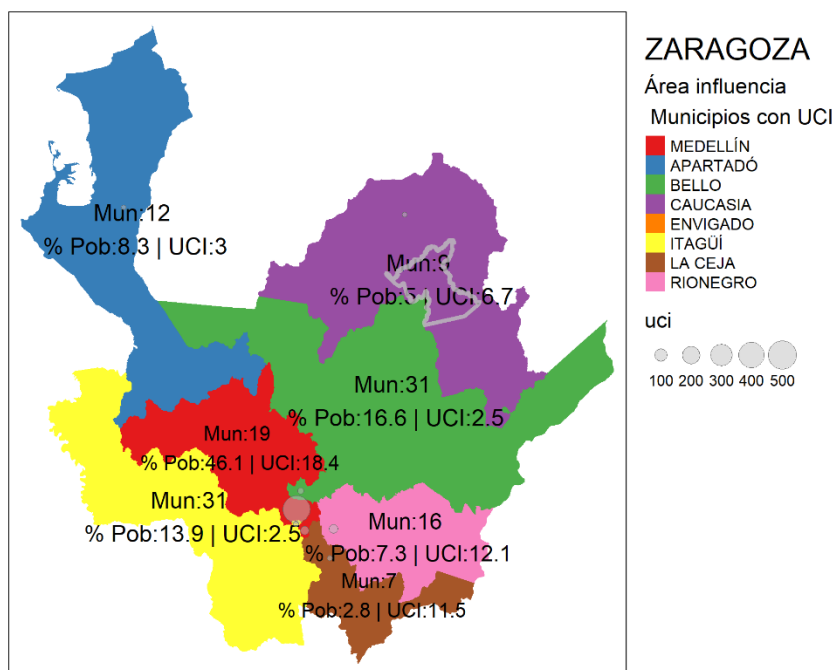 ZARAGOZA
Área influencia
Municipios con UCI
MEDELLÍN
APARTADÓ
BELLO
CAUCASIA
ENVIGADO
ITAGÜÍ
LA CEJA
RIONEGRO
uci
100 200 300 400 500
Mun:12
% Pob:8.3 | UCI:3
Mun:9
% Pob:5 | UCI:6.7
Mun:31
% Pob:16.6 | UCI:2.5
Mun:19
% Pob:46.1 | UCI:18.4
Mun:31
% Pob:13.9 | UCI:2.5
Mun:16
% Pob:7.3 | UCI:12.1
Mun:7
% Pob:2.8 | UCI:11.5